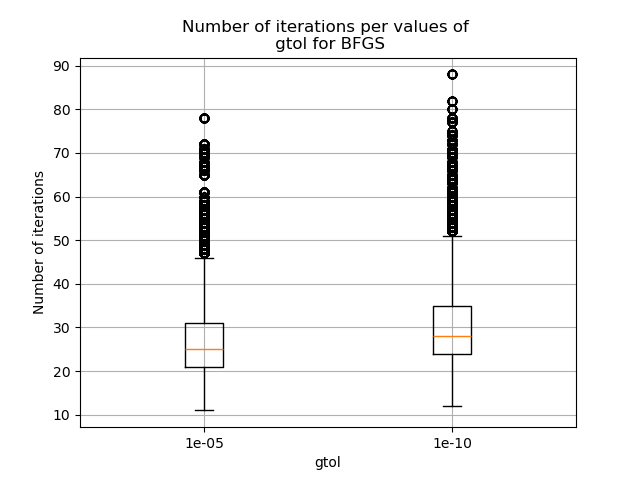 Number of iterations per values of
gtol for BFGS
90
80
70
60
50
40
30
20
10
Number of iterations
1e-05
1e-10
gtol